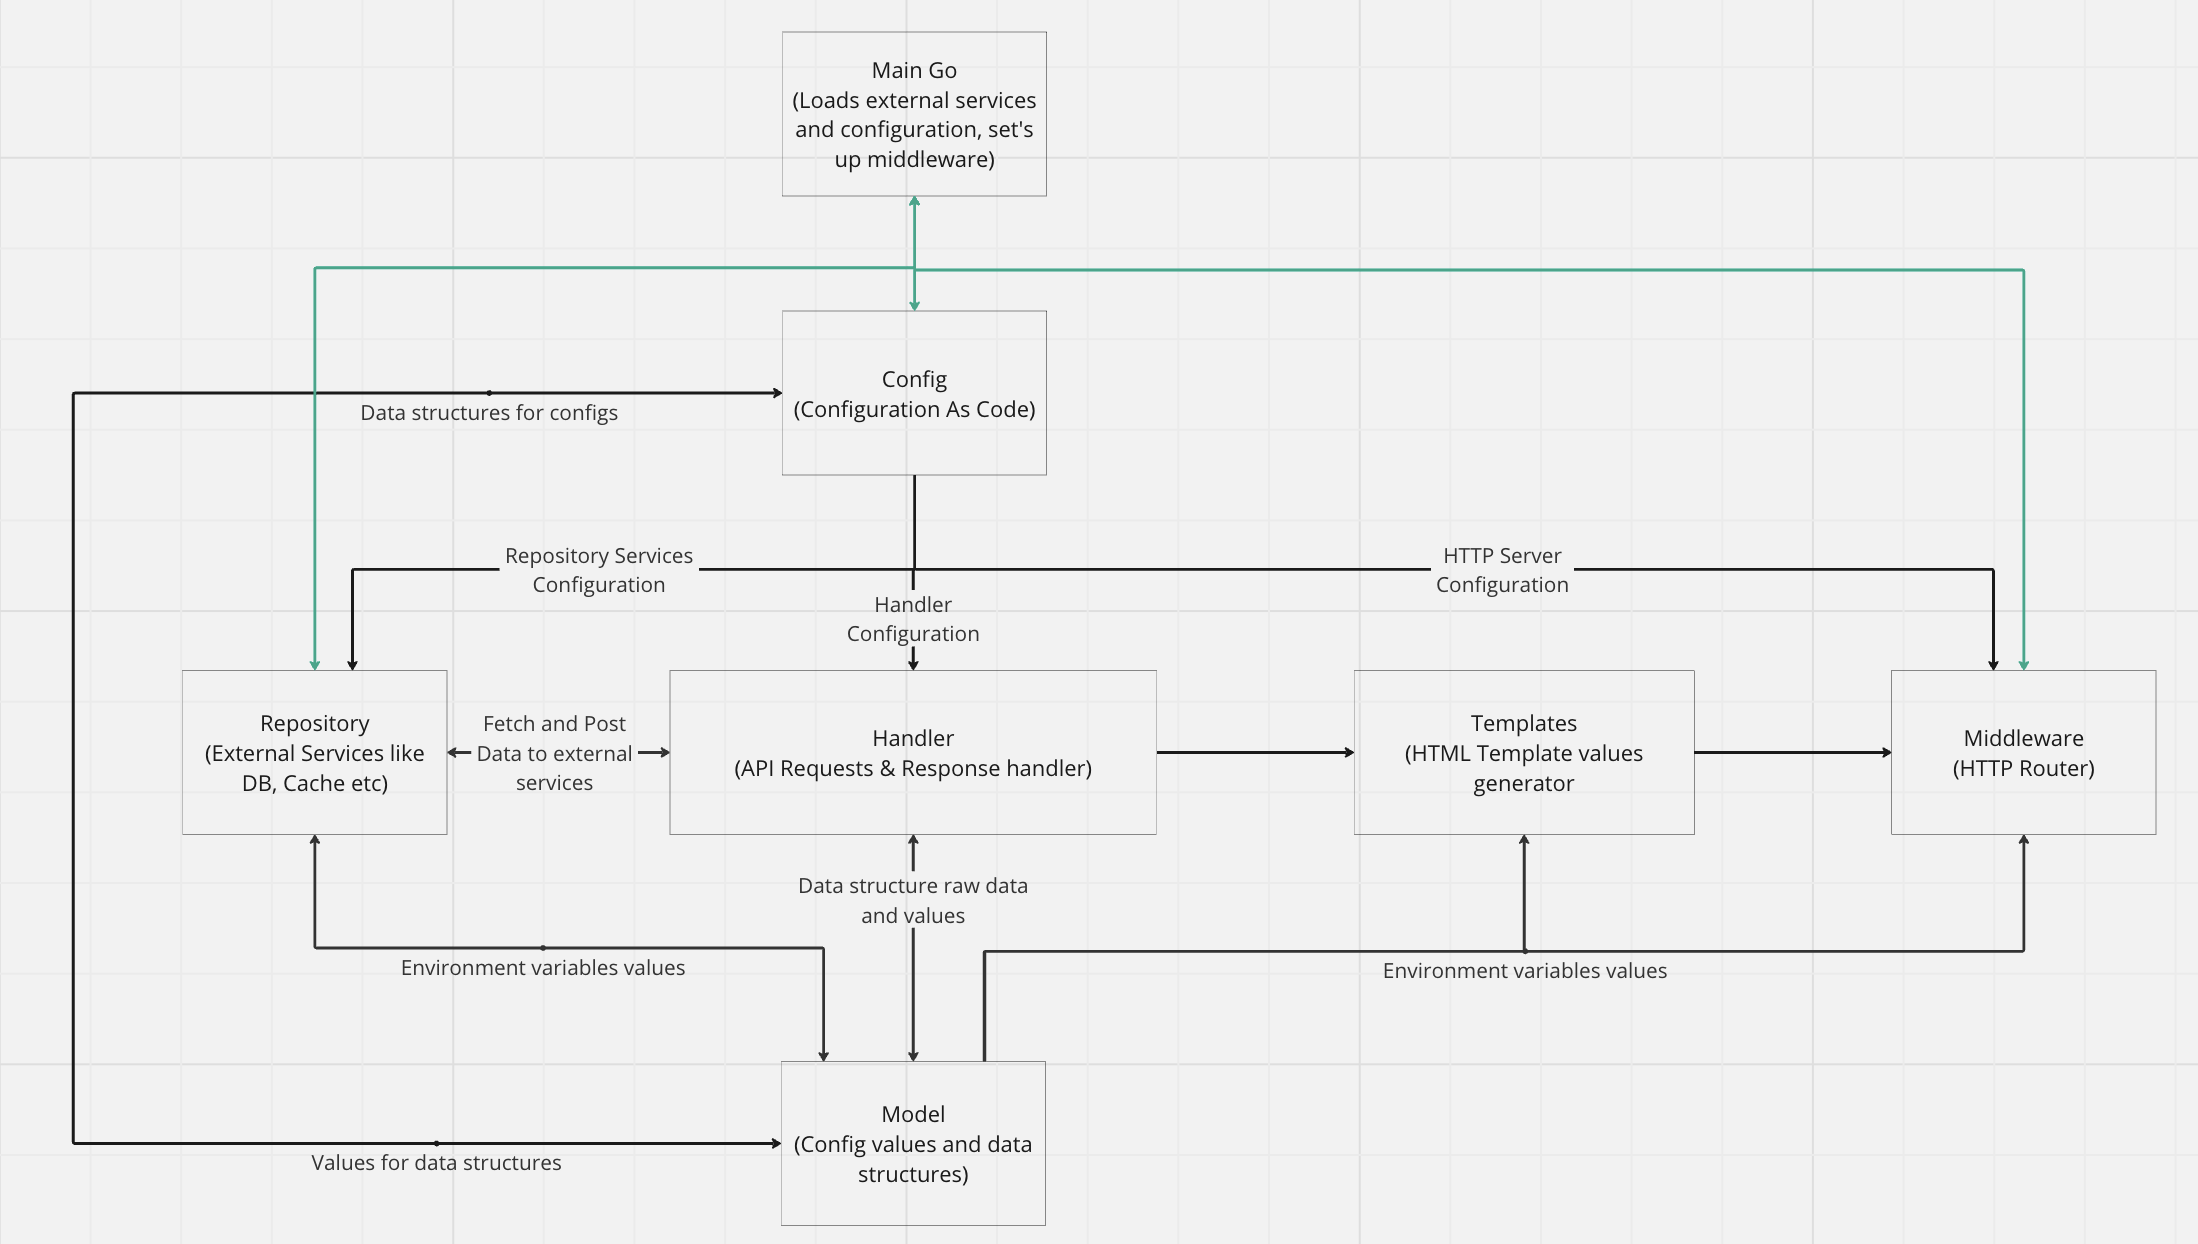 Main Go
(Loads external services
and configuration, set's
up middleware)
Config
(Configuration As Code)
Data structures for configs
Repository Services
Configuration
HTTP Server
Configuration
Handler
Configuration
Repository
(External Services like
DB, Cache etc)
Fetch and Post
Data to external
services
Handler
(API Requests & Response handler)
Templates
(HTML Template values
generator
Middleware
(HTTP Router)
Data structure raw data
and values
Environment variables values
Environment variables values
Model
(Config values and data
structures)
Values for data structures